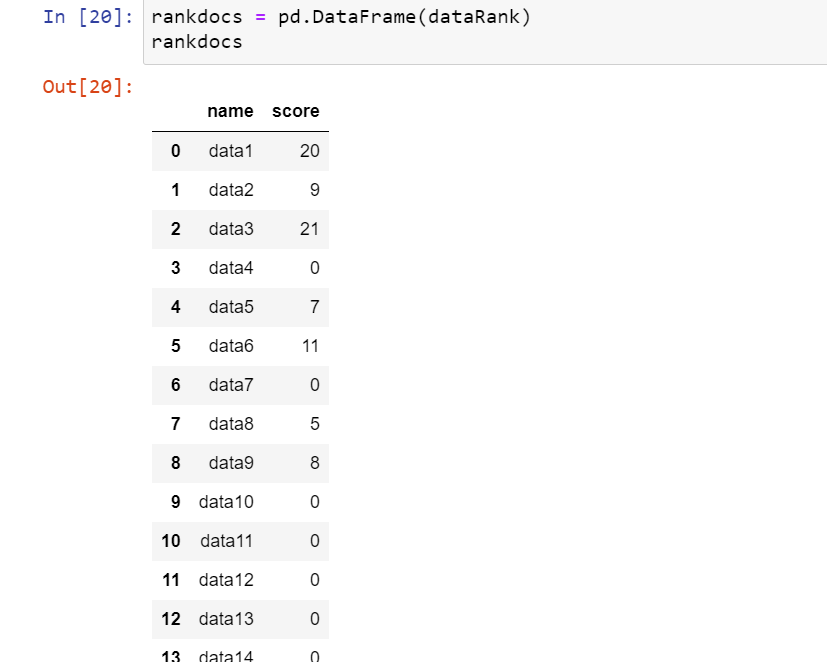 In [20]: rankdocs = pd.DataFrame(dataRank)
rankdocs
Out[20]:
name score
0 data1 20
1 data2 9
2 data3 21
3 data4 0
4 data5 7
5 data6 11
6 data7 0
7 data8 5
8 data9 8
9 data10 0
10 data11 0
11 data12 0
12 data13 0
13 data14 0